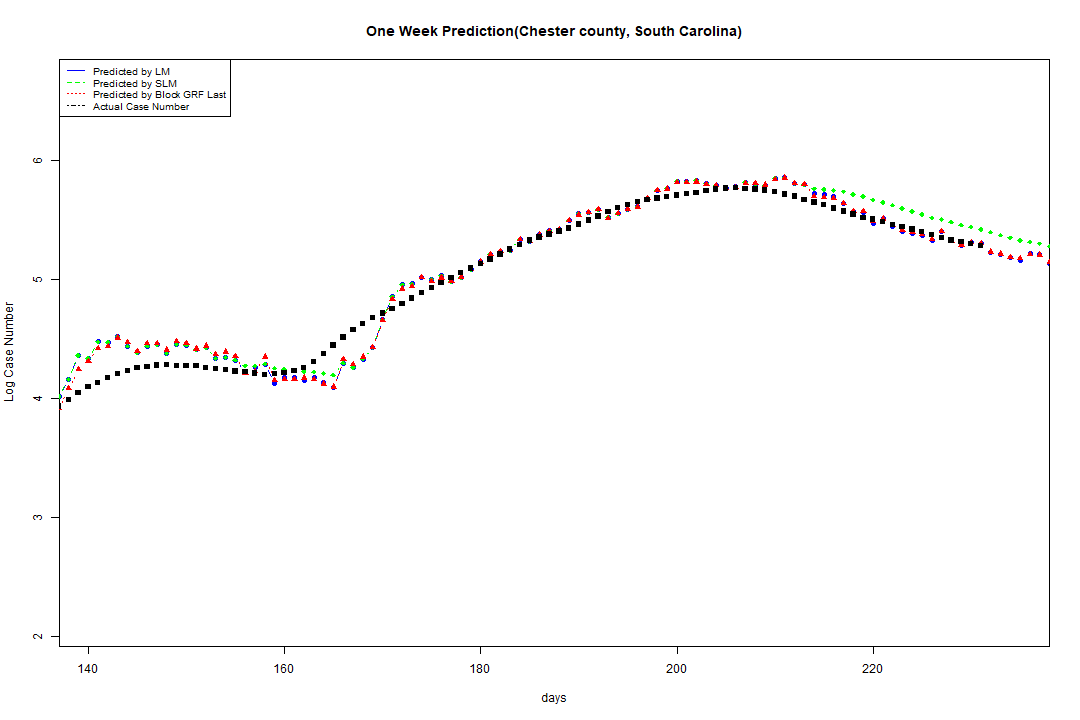 One Week Prediction(Chester county, South Carolina)
Predicted by LM
Predicted by SLM
Predicted by Block GRF Last
Actual Case Number
6
5
4
3
2
Log Case Number
140 160 180 200 220
days